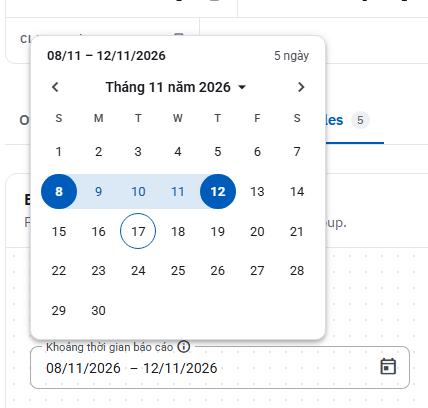 08/11 – 12/11/2026
5 ngày
Tháng 11 năm 2026
S M T W T F S
1 2 3 4 5 6 7
8 9 10 11 12 13 14
15 16 17 18 19 20 21
22 23 24 25 26 27 28
29 30
les 5
oup.
Khoảng thời gian báo cáo
08/11/2026 – 12/11/2026